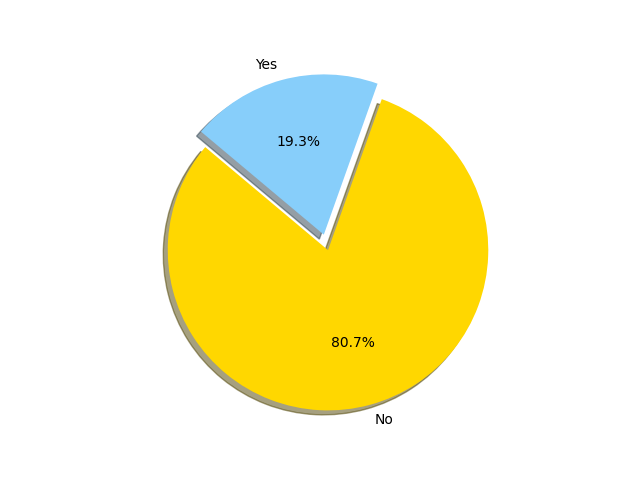 Yes
19.3%
80.7%
No